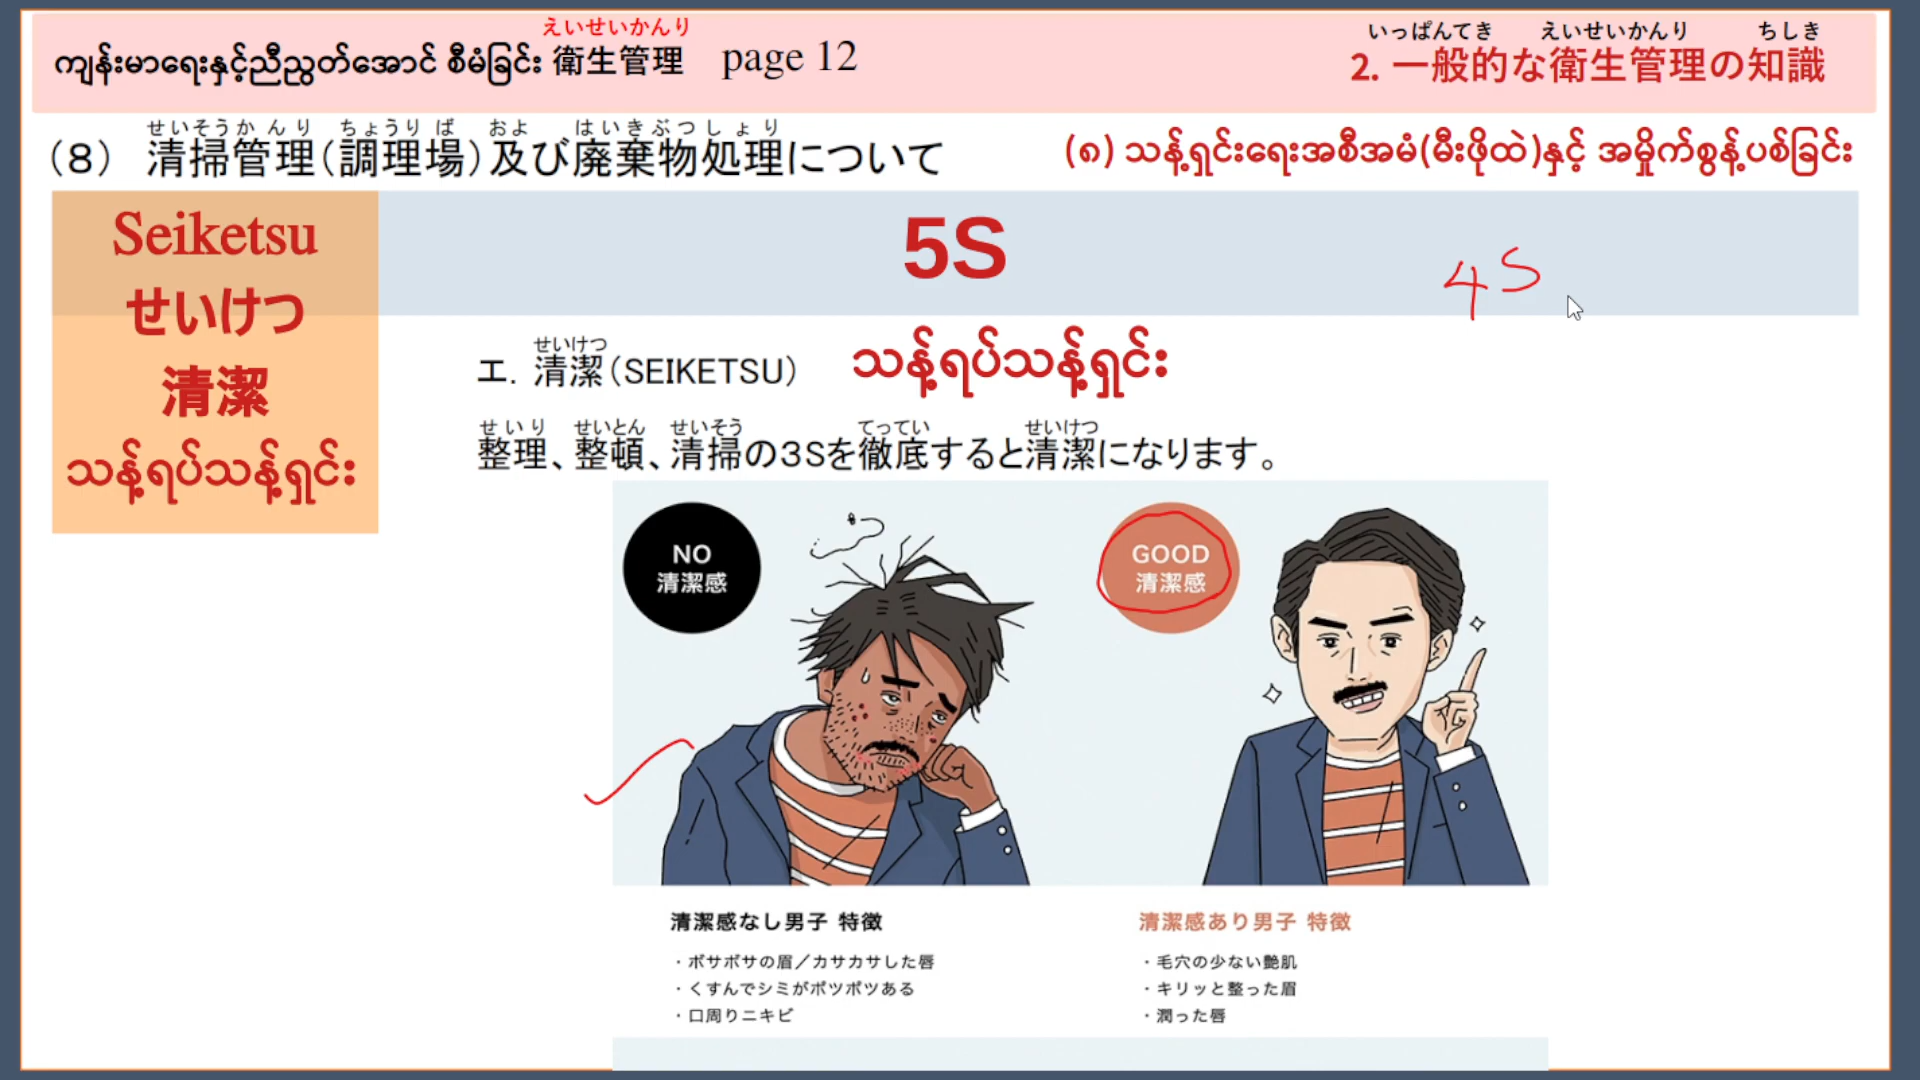 えいせいかんり
ကျန်းမာရေးနှင့်ညီညွတ်အောင် စီမံခြင်း 衛生管理 page 12
いっぱんてき えいせいかんり ちしき
2. 一般的な衛生管理の知識
せいそうかんり ちょうりば およ はいきぶつしょり
(8) 清掃管理(調理場)及び廃棄物処理について
(၈) သန့်ရှင်းရေးအစီအမံ(မီးဖိုထဲ)နှင့် အမှိုက်စွန့်ပစ်ခြင်း
Seiketsu
せいけつ
清潔
သန့်ရပ်သန့်ရှင်း
5S
4S
せいけつ
エ. 清潔(SEIKETSU) သန့်ရပ်သန့်ရှင်း
せいり せいとん せいそう てってい せいけつ
整理、整頓、清掃の3Sを徹底すると清潔になります。
NO
清潔感
GOOD
清潔感
清潔感なし男子 特徴
・ボサボサの眉／カサカサした唇
・くすんでシミがポツポツある
・口周りニキビ
清潔感あり男子 特徴
・毛穴の少ない艶肌
・キリッと整った眉
・潤った唇